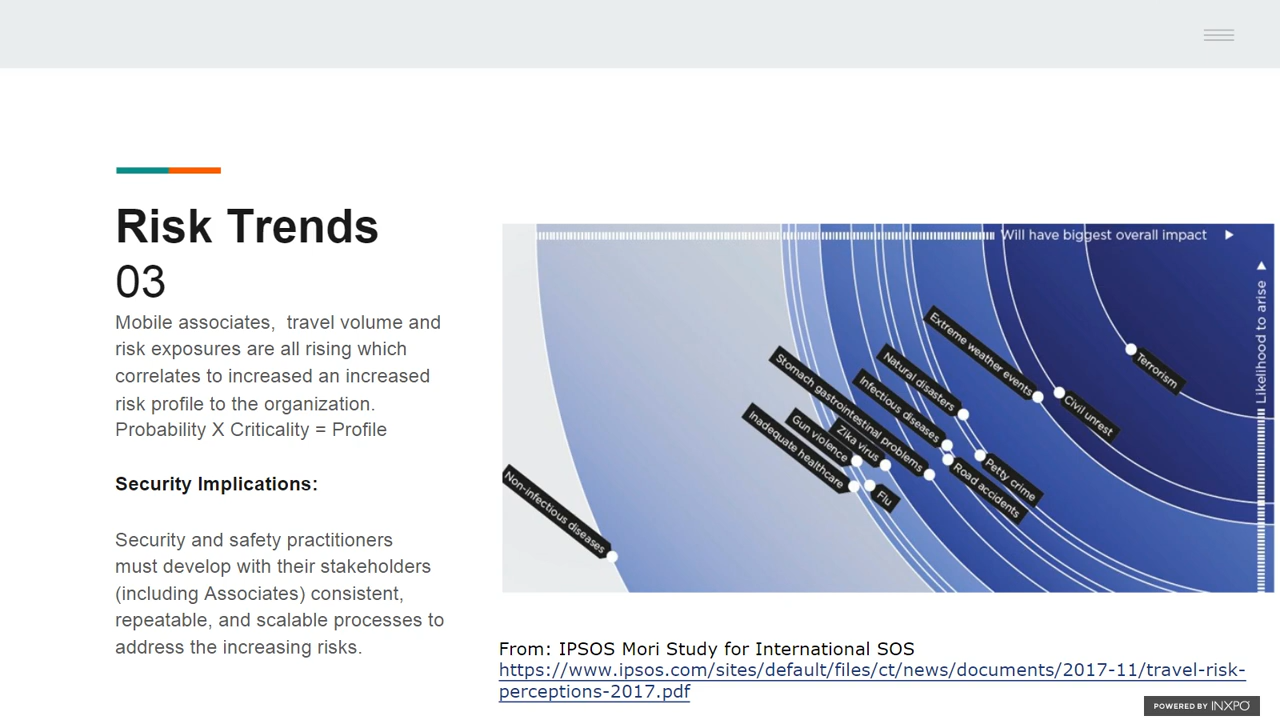 Risk Trends
03
Mobile associates,  travel volume and
risk exposures are all rising which
correlates to increased an increased
risk profile to the organization.
Probability X Criticality = Profile
Security Implications:
Security and safety practitioners
must develop with their stakeholders
(including Associates) consistent,
repeatable, and scalable processes to
address the increasing risks.
Will have biggest overall impact
Likelihood to arise
Terrorism
Extreme weather events
Civil unrest
Natural disasters
Infectious diseases
Stomach gastrointestinal problems
Petty crime
Road accidents
Zika virus
Gun violence
Inadequate healthcare
Flu
Non-infectious diseases
From: IPSOS Mori Study for International SOS
https://www.ipsos.com/sites/default/files/ct/news/documents/2017-11/travel-risk-
perceptions-2017.pdf
POWERED BY INXPO